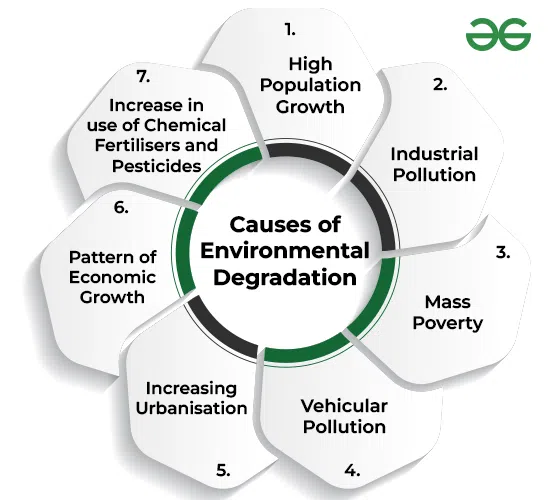 1.
High
Population
Growth
2.
Industrial
Pollution
3.
Mass
Poverty
Vehicular
Pollution
4.
Increasing
Urbanisation
5.
6.
Pattern of
Economic
Growth
7.
Increase in
use of Chemical
Fertilisers and
Pesticides
Causes of
Environmental
Degradation